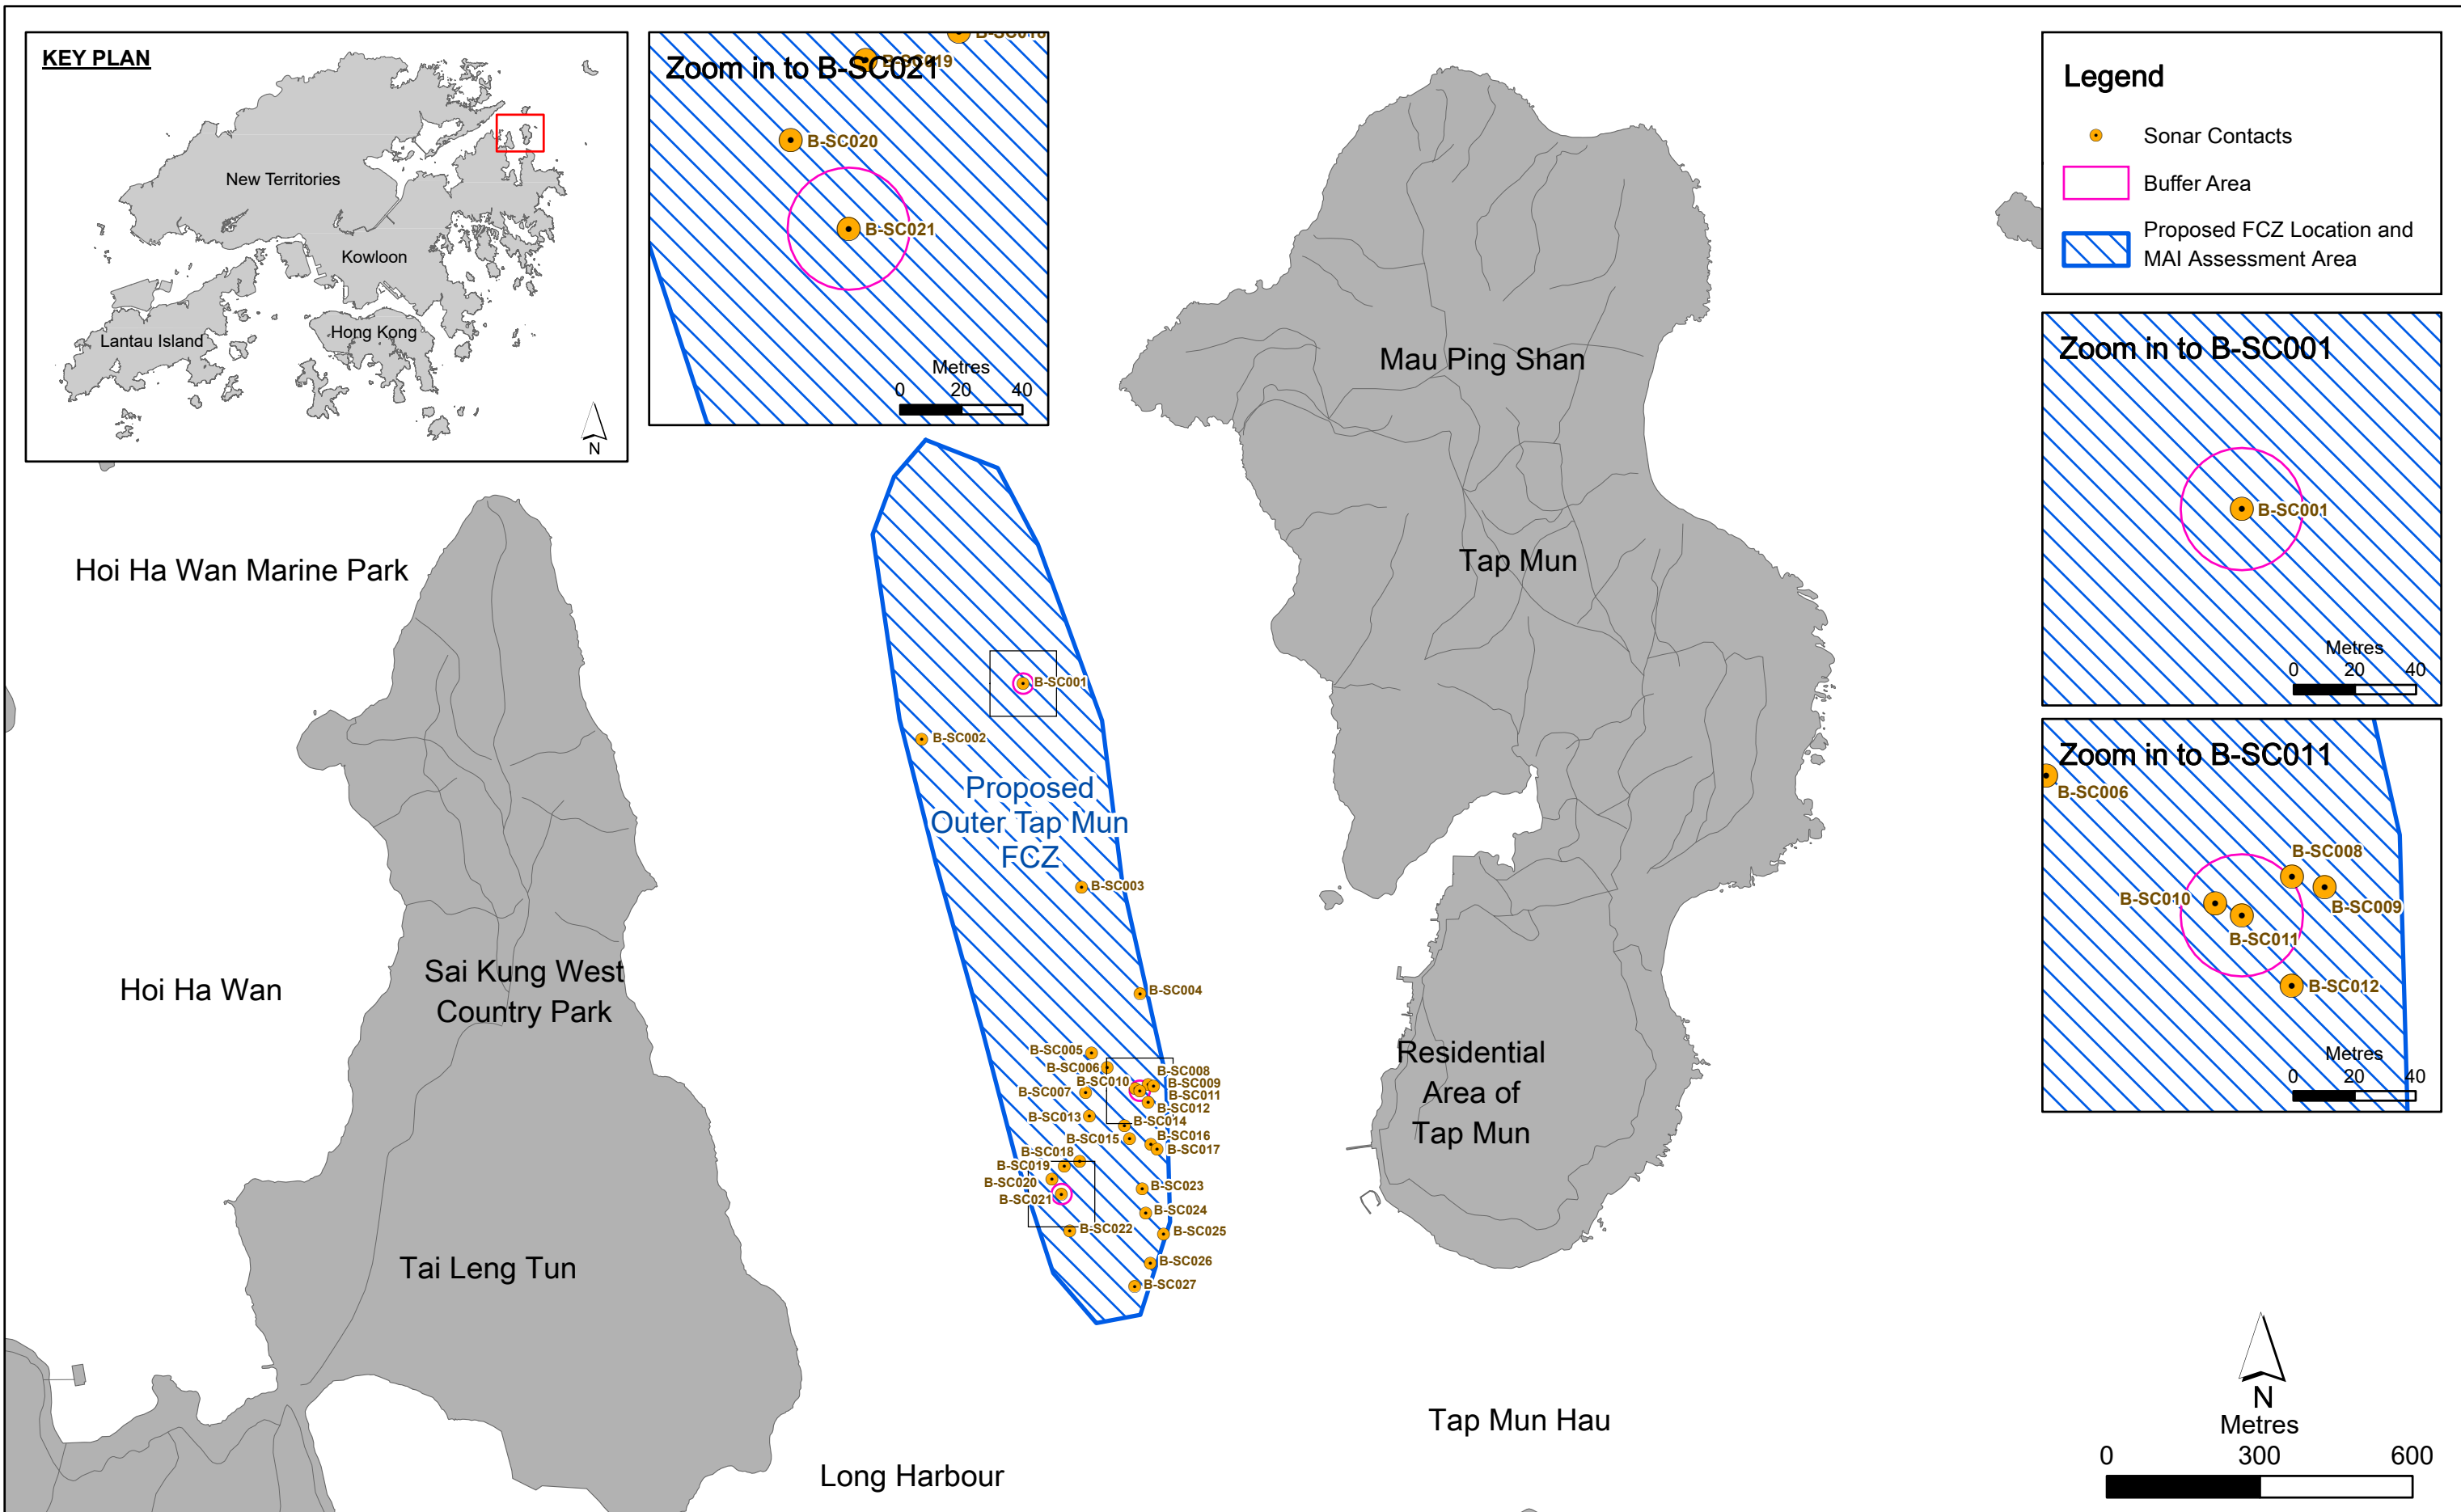 KEY PLAN
New Territories
Kowloon
Hong Kong
Lantau Island
N
Zoom in to B-SC021
B-SC018
B-SC019
B-SC020
B-SC021
Metres
0 20 40
Legend
Sonar Contacts
Buffer Area
Proposed FCZ Location and
MAI Assessment Area
Zoom in to B-SC001
B-SC001
Metres
0 20 40
Zoom in to B-SC011
B-SC006
B-SC008
B-SC009
B-SC010
B-SC011
B-SC012
Metres
0 20 40
Mau Ping Shan
Tap Mun
Hoi Ha Wan Marine Park
Hoi Ha Wan
Sai Kung West
Country Park
Tai Leng Tun
Proposed
Outer Tap Mun
FCZ
B-SC001
B-SC002
B-SC003
B-SC004
B-SC005
B-SC006
B-SC007
B-SC008
B-SC009
B-SC010
B-SC011
B-SC012
B-SC013
B-SC014
B-SC015
B-SC016
B-SC017
B-SC018
B-SC019
B-SC020
B-SC021
B-SC022
B-SC023
B-SC024
B-SC025
B-SC026
B-SC027
Residential
Area of
Tap Mun
Tap Mun Hau
Long Harbour
N
Metres
0 300 600